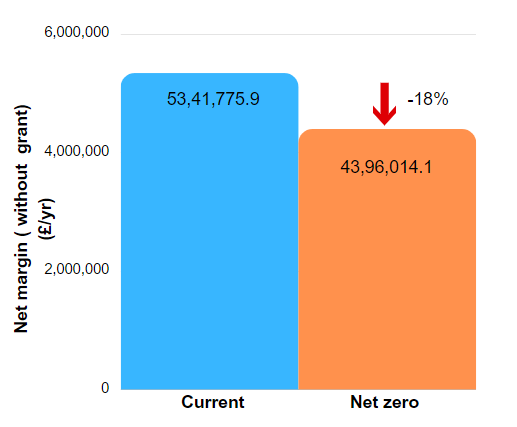 6,000,000
53,41,775.9
-18%
4,000,000
43,96,014.1
2,000,000
0
Net margin ( without grant)
(£/yr)
Current
Net zero